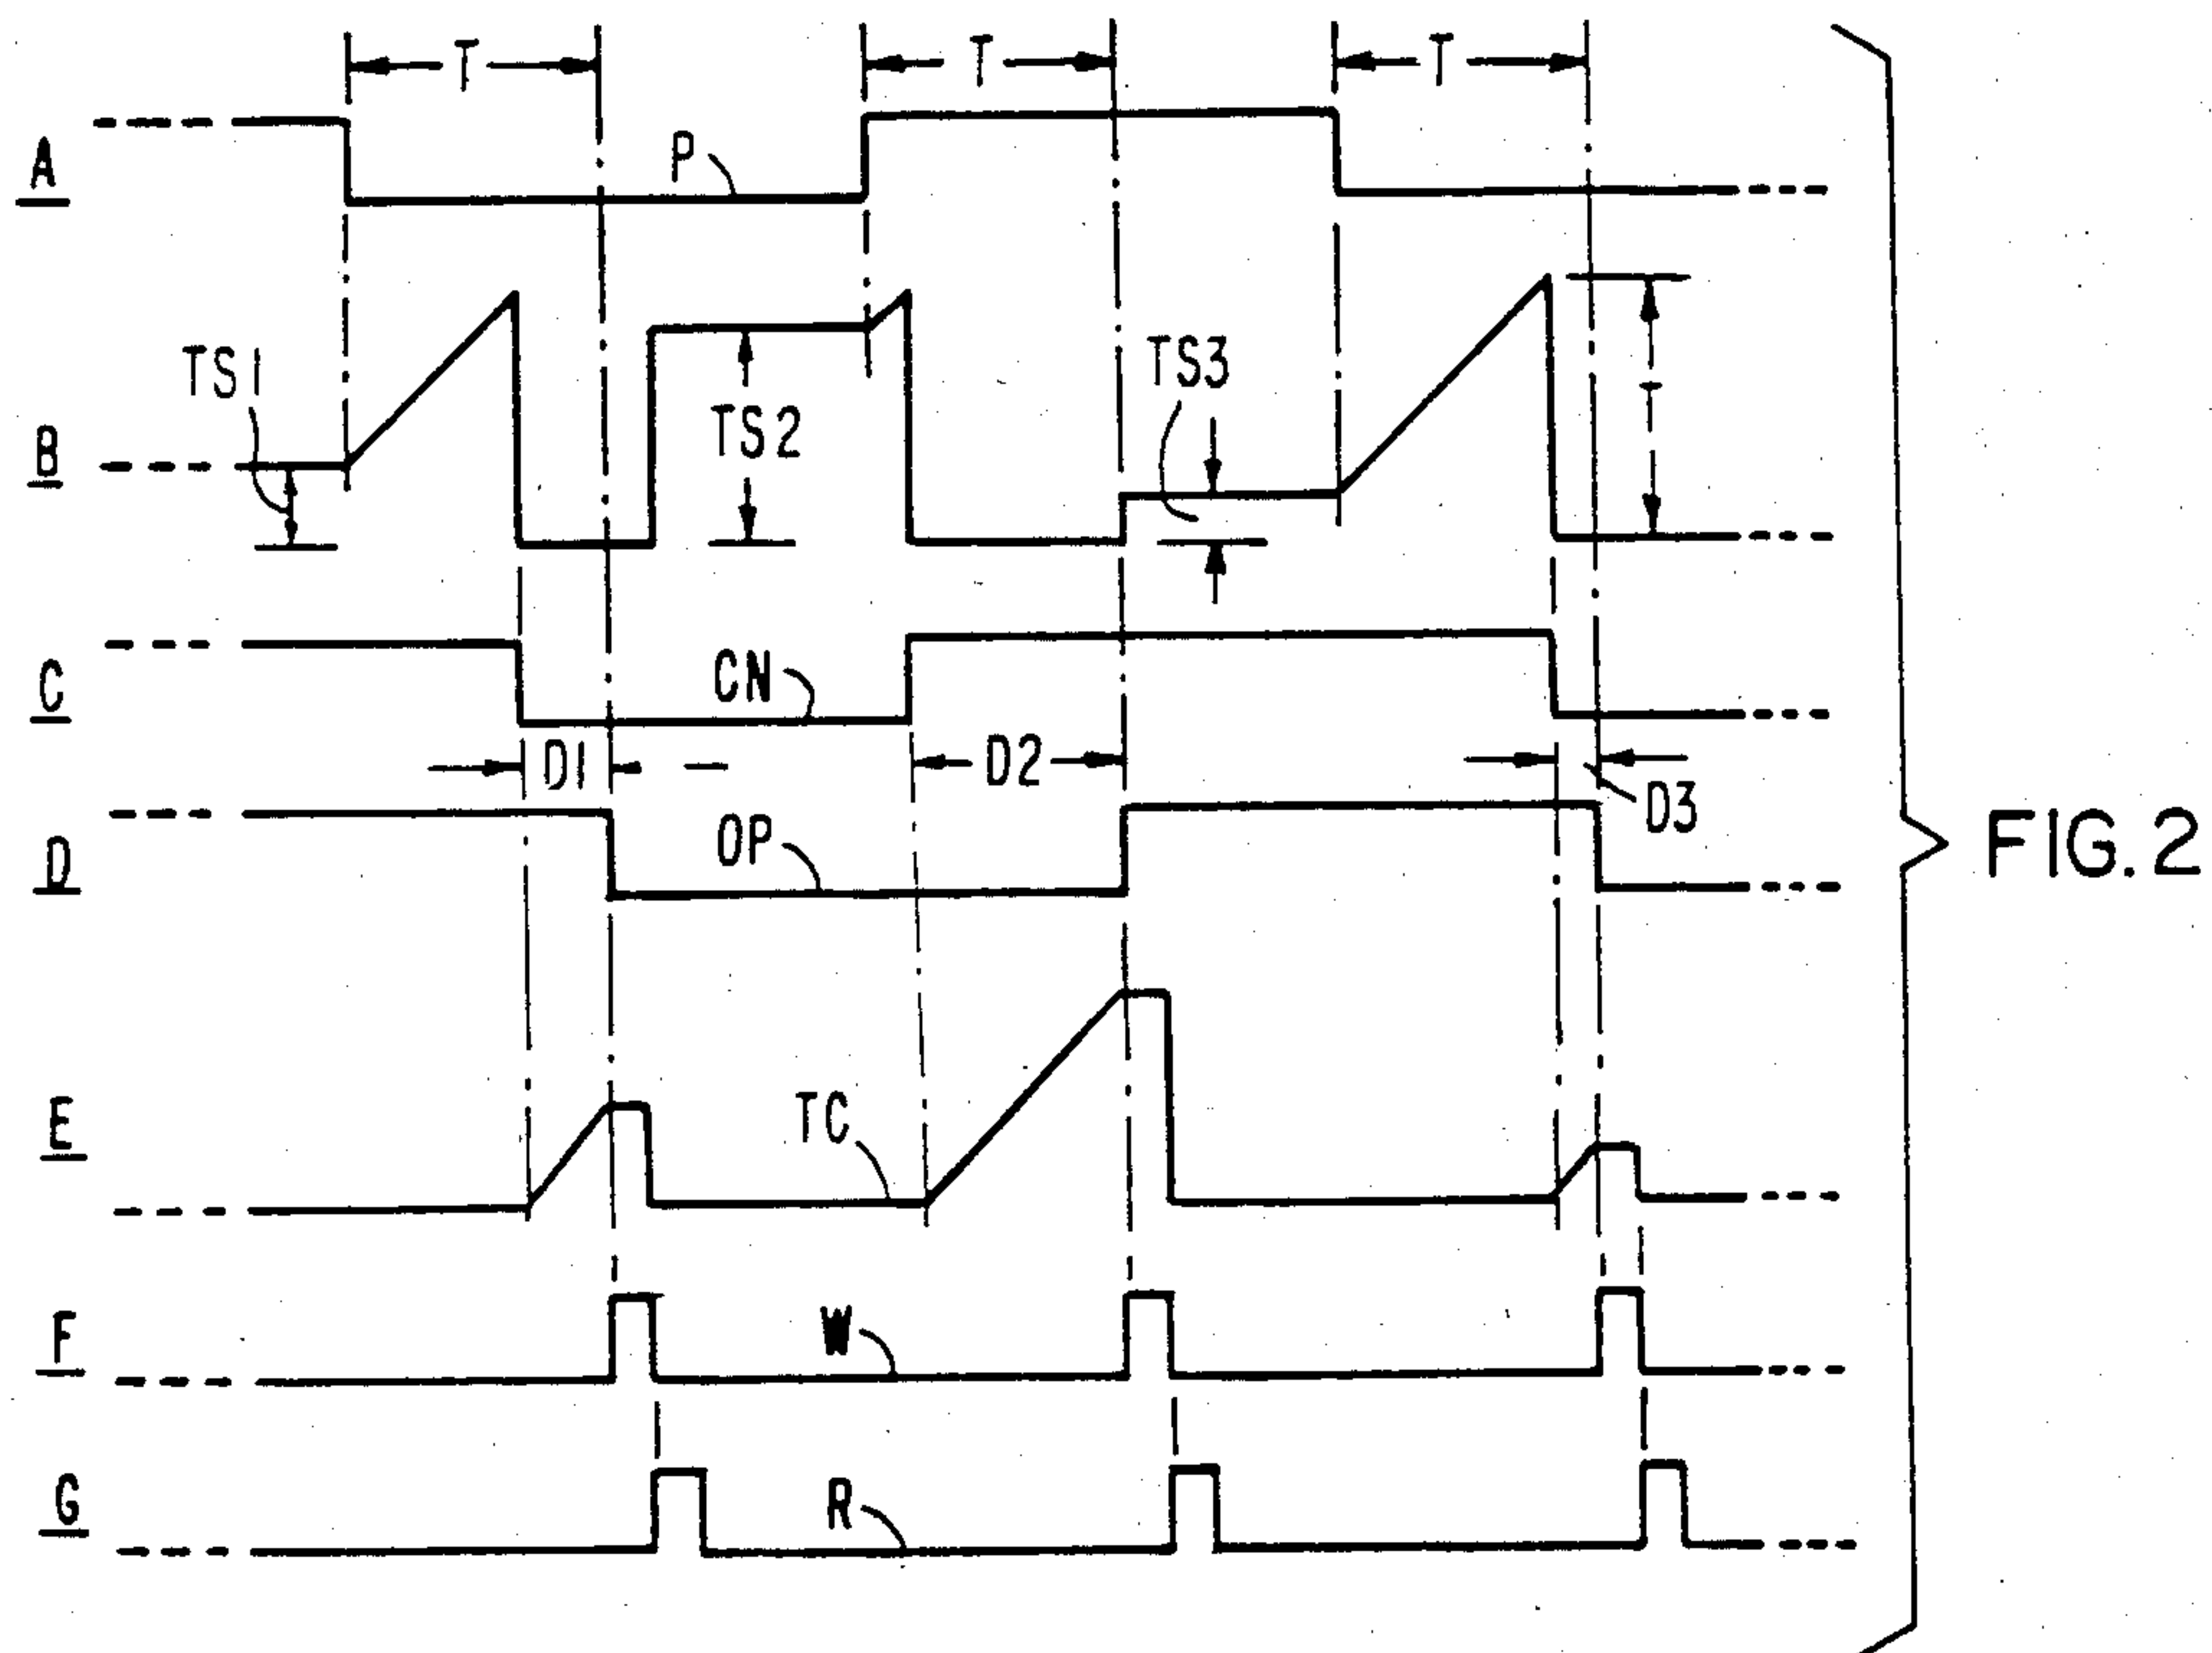 T T T
A P
TS1 TS2 TS3 T
B
C CN
D1 D2 D3
D OP
FIG. 2
E TC
F W
G R